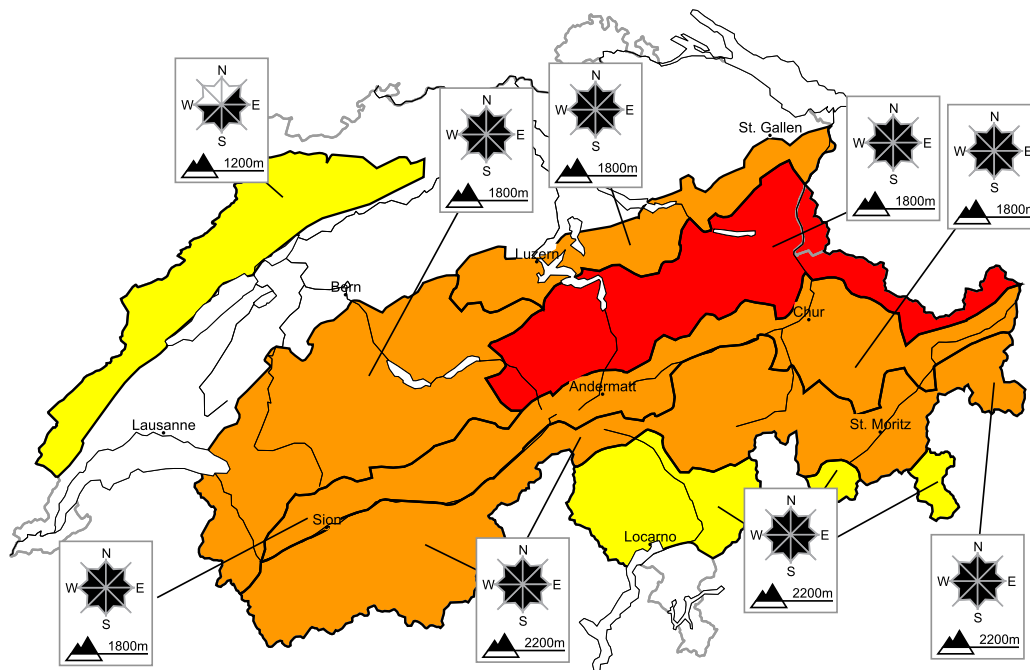 N
W E
S
1200m
N
W E
S
1800m
N
W E
S
1800m
N
W E
S
1800m
N
W E
S
1800m
St. Gallen
Luzern
Bern
Chur
Andermatt
Lausanne
St. Moritz
Sion
Locarno
N
W E
S
1800m
N
W E
S
2200m
N
W E
S
2200m
N
W E
S
2200m